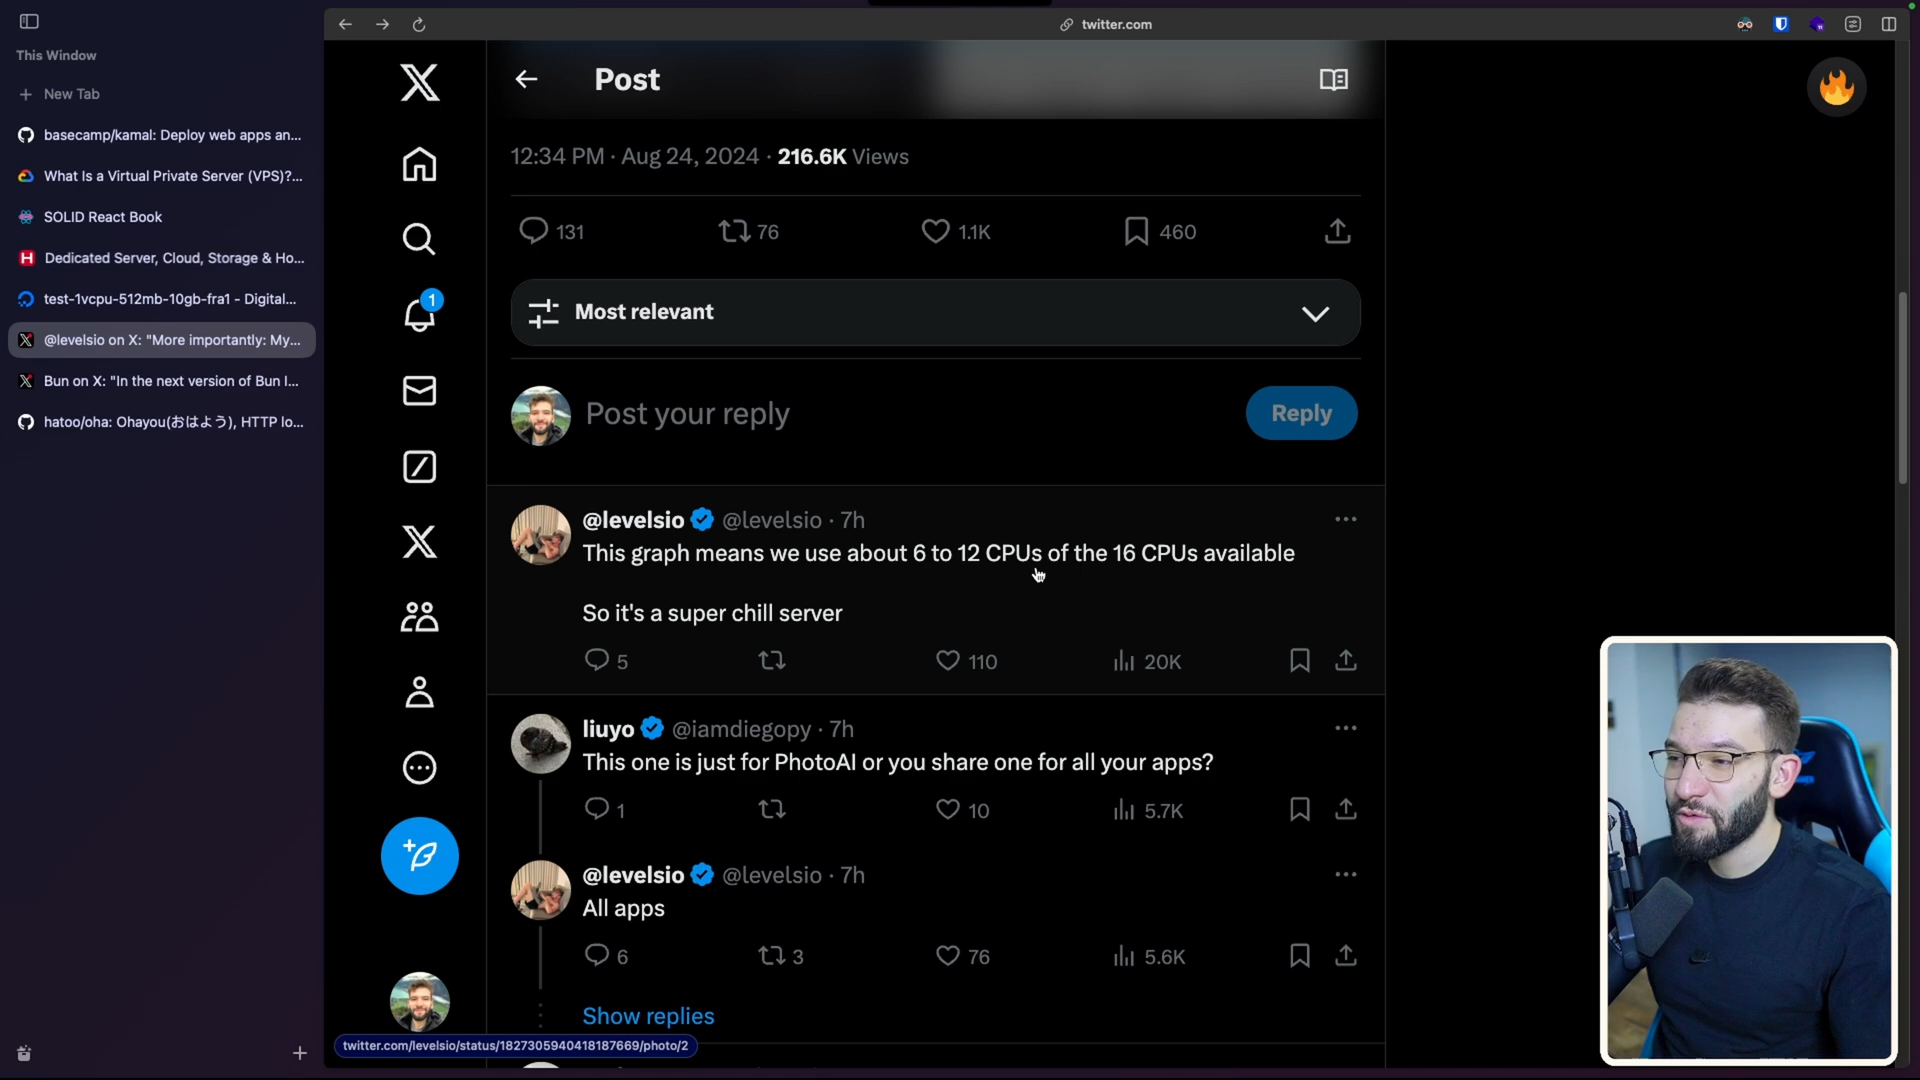 This Window
New Tab
basecamp/kamal: Deploy web apps an...
What Is a Virtual Private Server (VPS)?...
SOLID React Book
Dedicated Server, Cloud, Storage & Ho...
test-1vcpu-512mb-10gb-fra1 - Digital...
@levelsio on X: "More importantly: My...
Bun on X: "In the next version of Bun I...
hatoo/oha: Ohayou(おはよう), HTTP lo...
twitter.com
Post
12:34 PM · Aug 24, 2024 · 216.6K Views
131 76 1.1K 460
Most relevant
1
Post your reply
Reply
@levelsio @levelsio · 7h
This graph means we use about 6 to 12 CPUs of the 16 CPUs available
So it's a super chill server
5 110 20K
liuyo @iamdiegopy · 7h
This one is just for PhotoAI or you share one for all your apps?
1 10 5.7K
@levelsio @levelsio · 7h
All apps
6 3 76 5.6K
Show replies
twitter.com/levelsio/status/1827305940418187669/photo/2